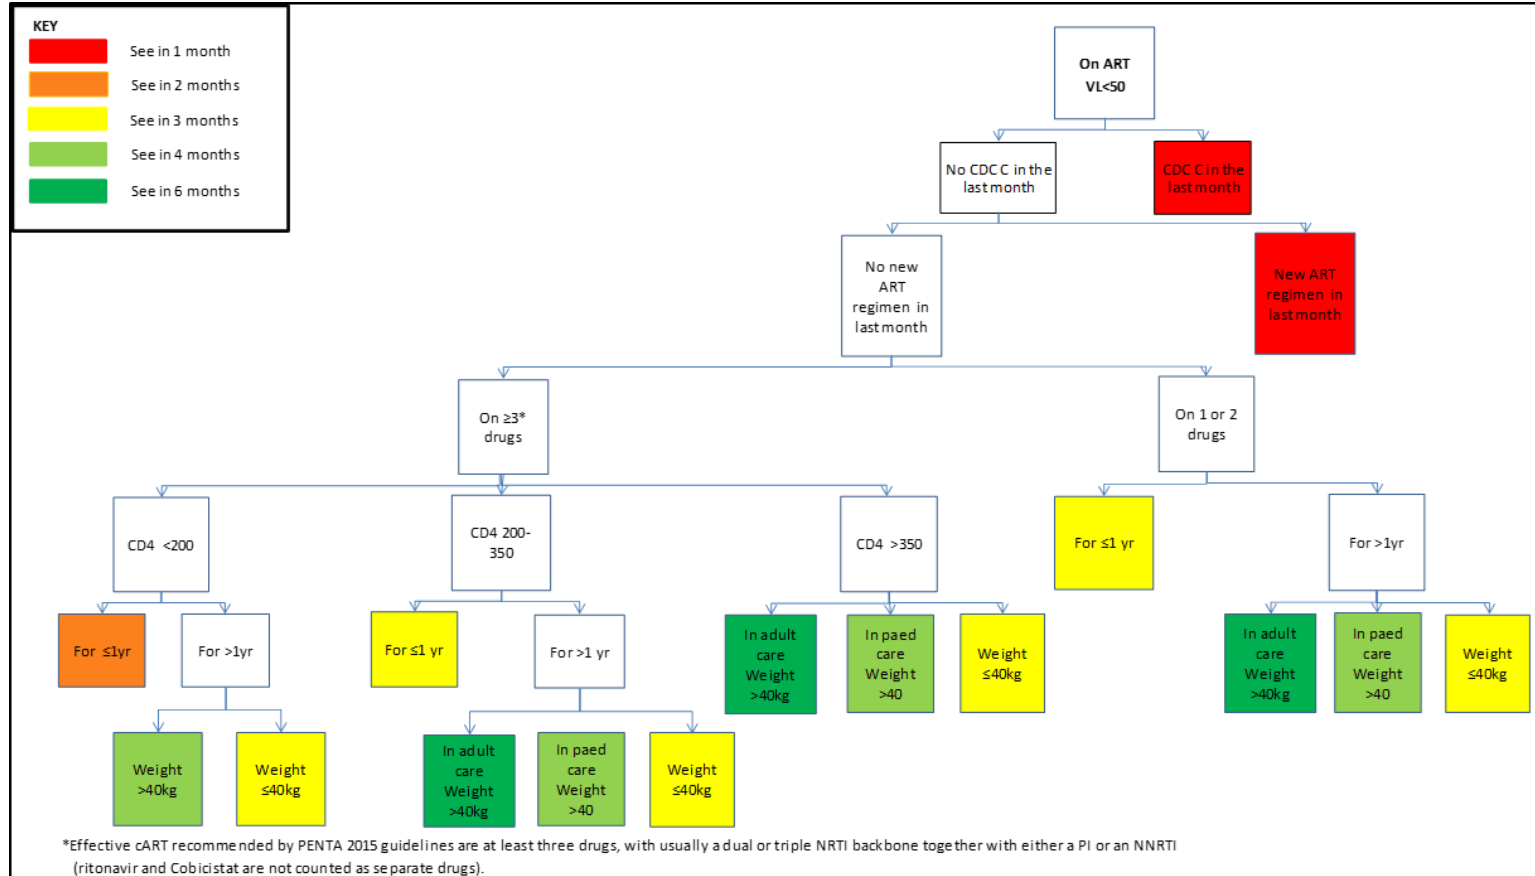 KEY
See in 1 month
See in 2 months
See in 3 months
See in 4 months
See in 6 months
On ART
VL<50
No CDC C in the
last month
CDC C in the
last month
No new
ART
regimen in
last month
New ART
regimen in
last month
On ≥3*
drugs
On 1 or 2
drugs
CD4 <200
CD4 200-
350
CD4 >350
For ≤1 yr
For >1yr
For ≤1yr
For >1yr
For ≤1 yr
For >1 yr
In adult
care
Weight
>40kg
In paed
care
Weight
>40
Weight
≤40kg
In adult
care
Weight
>40kg
In paed
care
Weight
>40
Weight
≤40kg
Weight
>40kg
Weight
≤40kg
In adult
care
Weight
>40kg
In paed
care
Weight
>40
Weight
≤40kg
*Effective cART recommended by PENTA 2015 guidelines are at least three drugs, with usually a dual or triple NRTI backbone together with either a PI or an NNRTI
(ritonavir and Cobicistat are not counted as separate drugs).